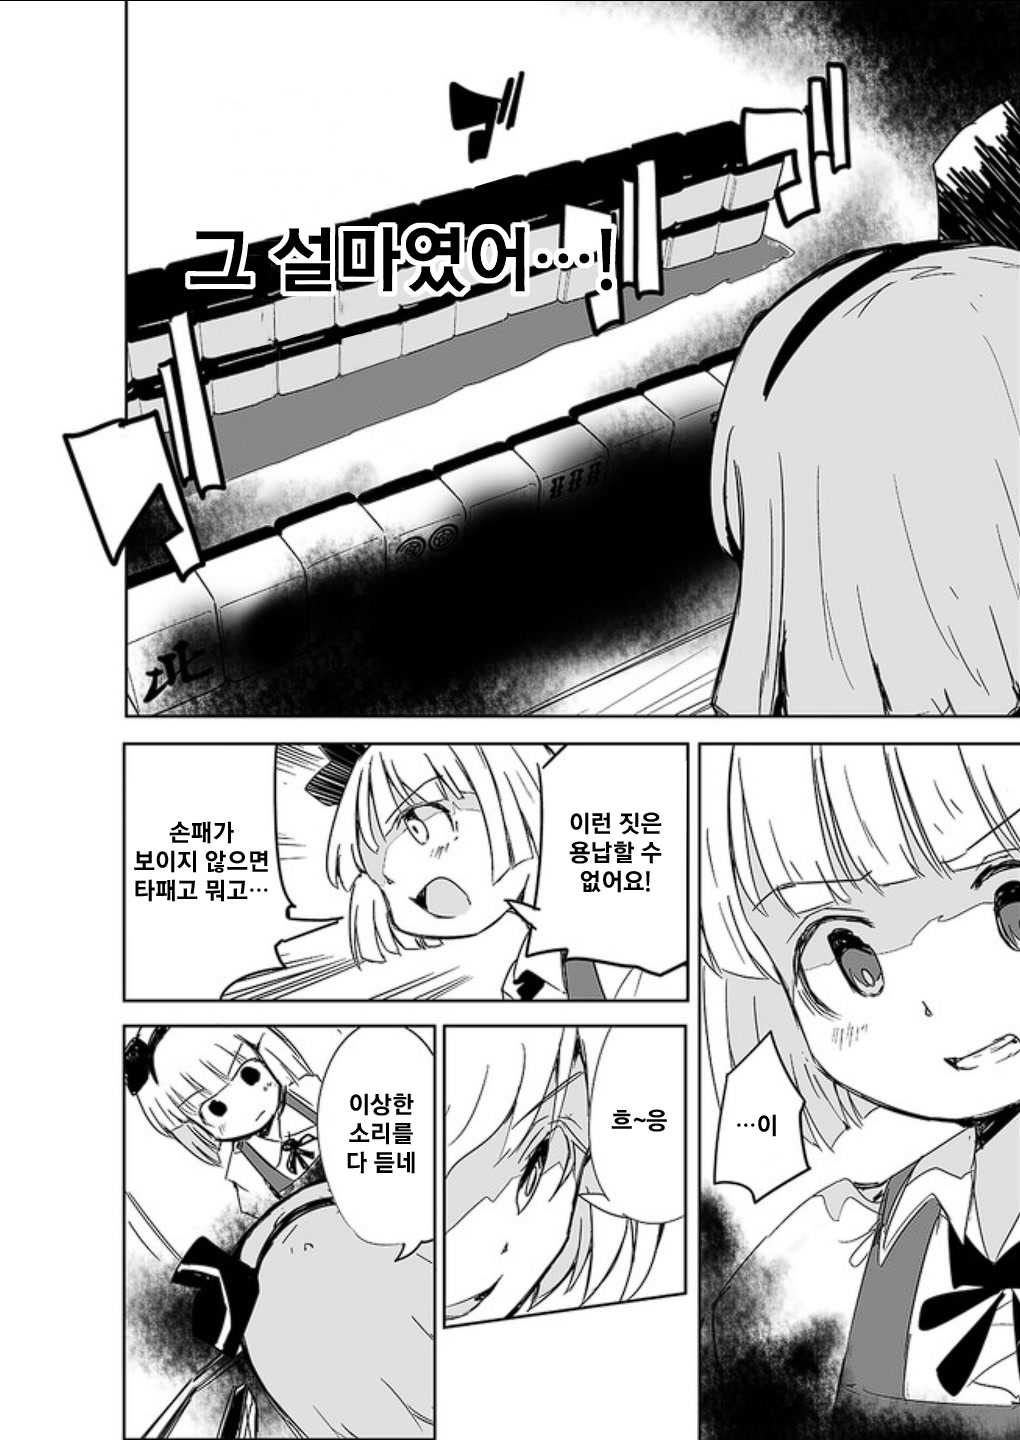 그 설마였어…!
…이
이런 짓은
용납할 수
없어요!
손패가
보이지 않으면
타패고 뭐고…
흐~응
이상한
소리를
다 듣네
北